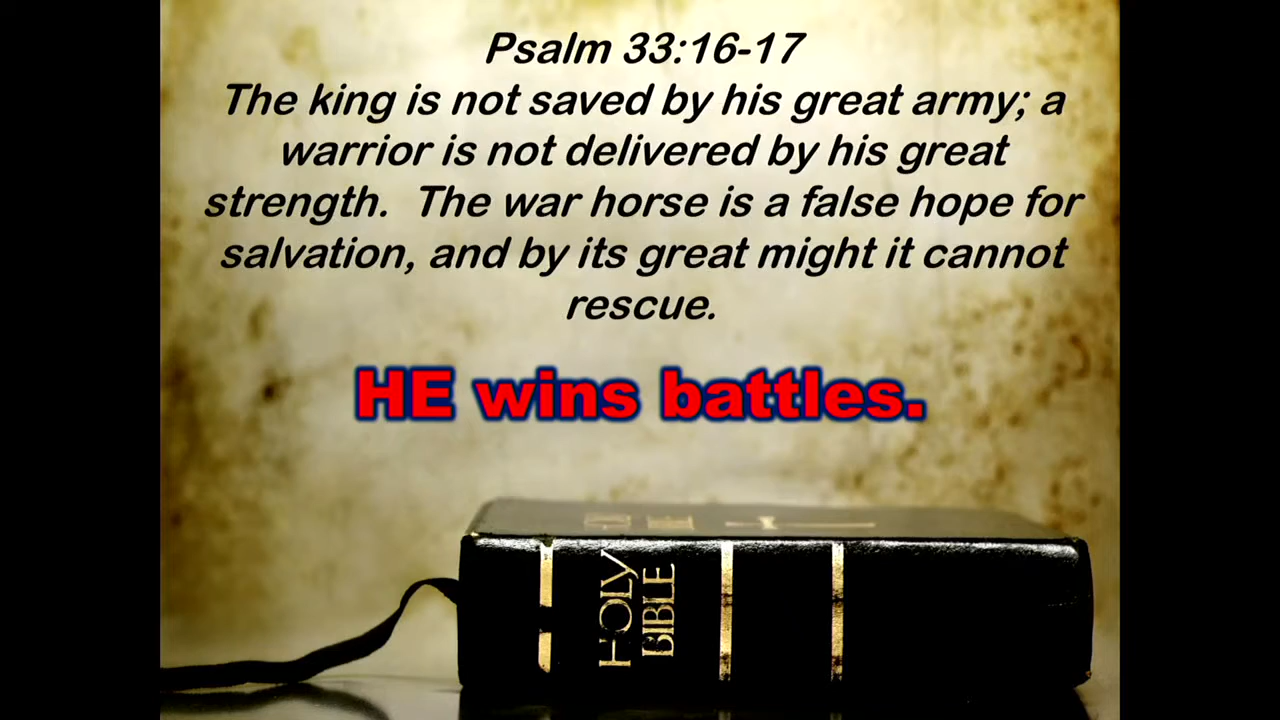 Psalm 33:16-17
The king is not saved by his great army; a
warrior is not delivered by his great
strength.  The war horse is a false hope for
salvation, and by its great might it cannot
rescue.
HE wins battles.
HOLY
BIBLE